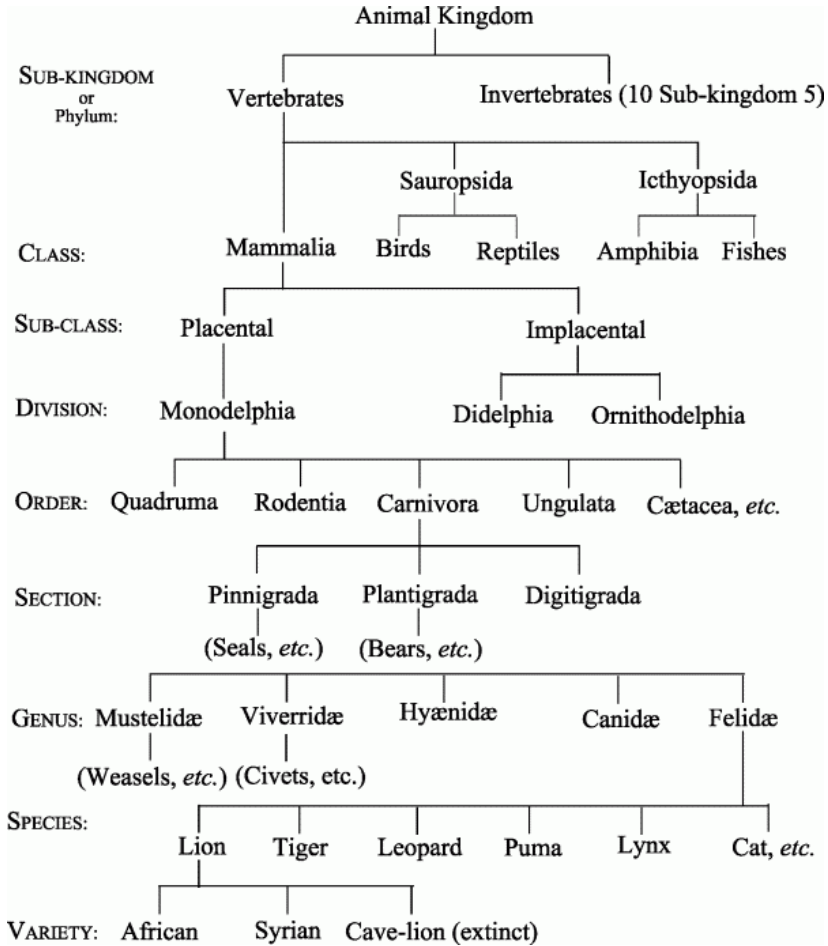 Animal Kingdom
SUB-KINGDOM
or
Phylum:
Vertebrates Invertebrates (10 Sub-kingdom 5)
Sauropsida Icthyopsida
CLASS: Mammalia Birds Reptiles Amphibia Fishes
SUB-CLASS: Placental Implacental
DIVISION: Monodelphia Didelphia Ornithodelphia
ORDER: Quadruma Rodentia Carnivora Ungulata Cætacea, etc.
SECTION: Pinnigrada Plantigrada Digitigrada
(Seals, etc.) (Bears, etc.)
GENUS: Mustelidæ Viverridæ Hyænidæ Canidæ Felidæ
(Weasels, etc.) (Civets, etc.)
SPECIES:
Lion Tiger Leopard Puma Lynx Cat, etc.
VARIETY: African Syrian Cave-lion (extinct)